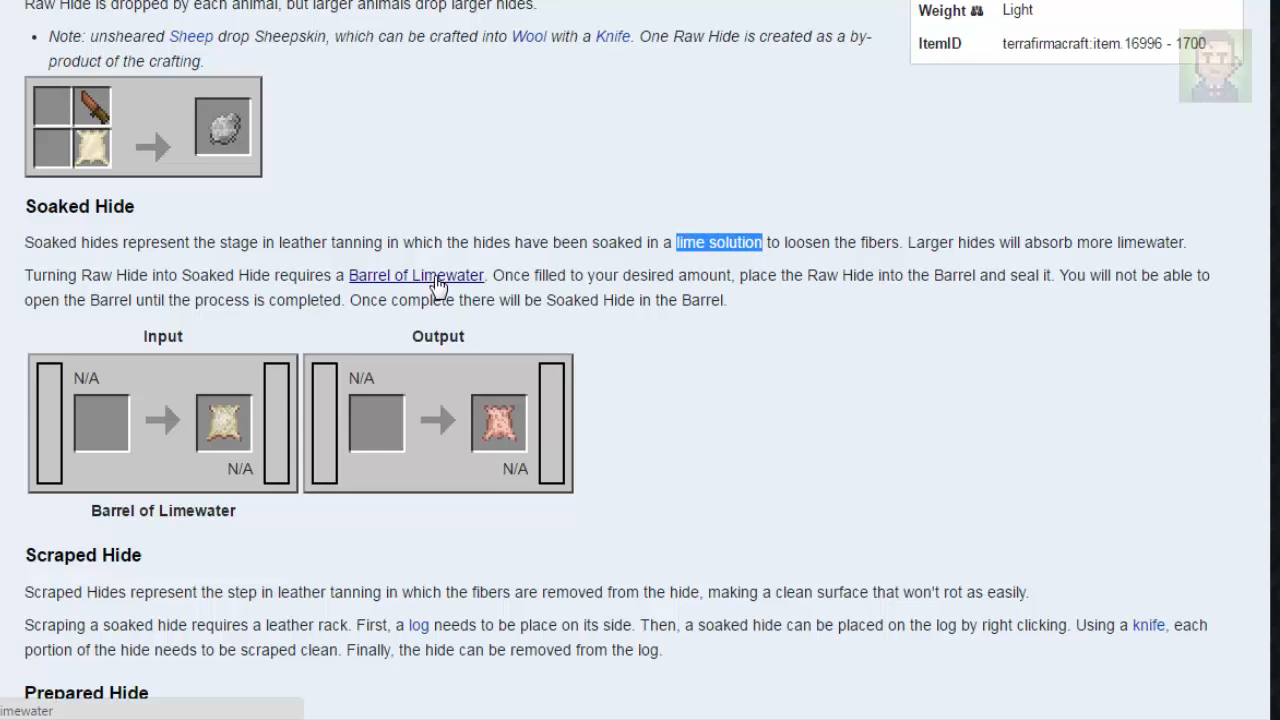 Raw Hide is dropped by each animal, but larger animals drop larger hides.
Weight Light
• Note: unsheared Sheep drop Sheepskin, which can be crafted into Wool with a Knife. One Raw Hide is created as a by-
product of the crafting.
ItemID terrafirmacraft:item.16996 - 1700
Soaked Hide
Soaked hides represent the stage in leather tanning in which the hides have been soaked in a lime solution to loosen the fibers. Larger hides will absorb more limewater.
Turning Raw Hide into Soaked Hide requires a Barrel of Limewater. Once filled to your desired amount, place the Raw Hide into the Barrel and seal it. You will not be able to
open the Barrel until the process is completed. Once complete there will be Soaked Hide in the Barrel.
Input Output
N/A N/A
N/A N/A
Barrel of Limewater
Scraped Hide
Scraped Hides represent the step in leather tanning in which the fibers are removed from the hide, making a clean surface that won't rot as easily.
Scraping a soaked hide requires a leather rack. First, a log needs to be place on its side. Then, a soaked hide can be placed on the log by right clicking. Using a knife, each
portion of the hide needs to be scraped clean. Finally, the hide can be removed from the log.
Prepared Hide
imewater